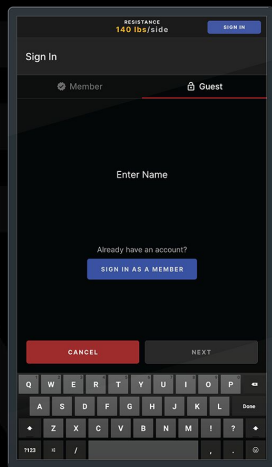 RESISTANCE
140 lbs/side
SIGN IN
Sign In
Member
Guest
Enter Name
Already have an account?
SIGN IN AS A MEMBER
CANCEL
NEXT
Q W E R T Y U I O P
A S D F G H J K L Done
Z X C V B N M ! ?
?123 / , .